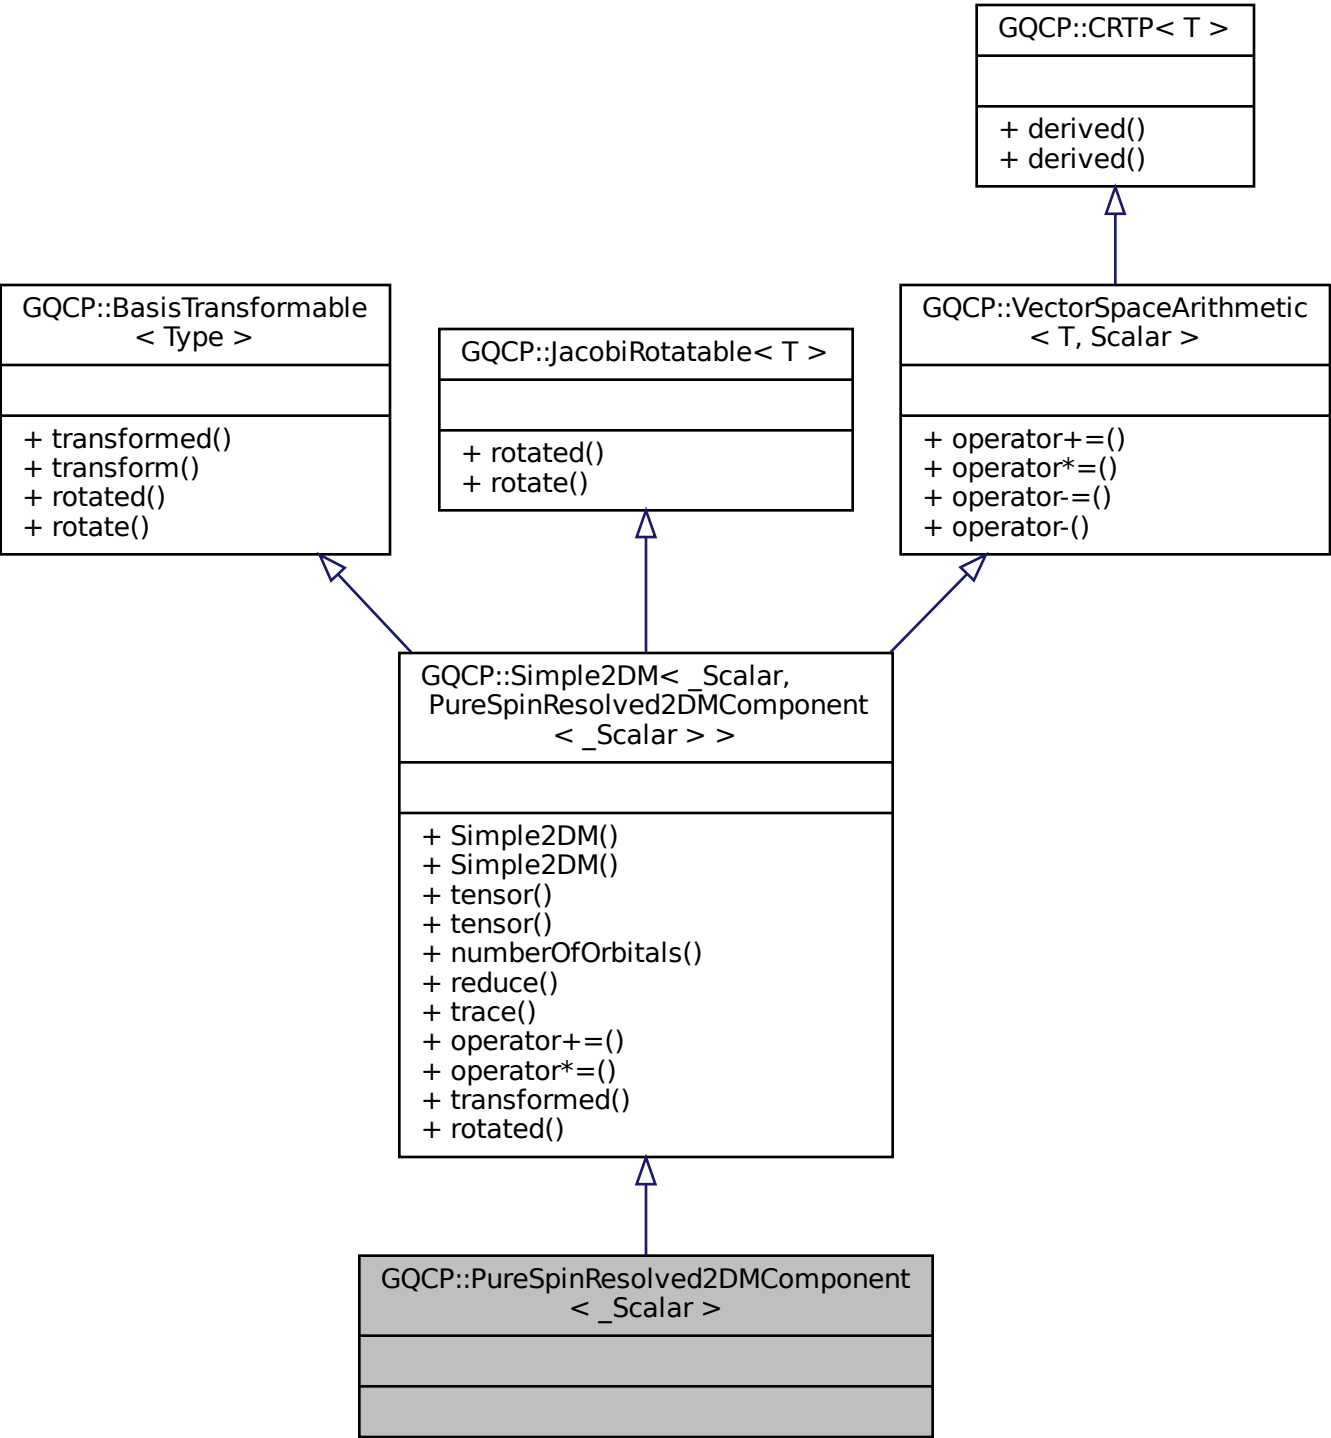 GQCP::CRTP< T >
+ derived()
+ derived()
GQCP::BasisTransformable
< Type >
+ transformed()
+ transform()
+ rotated()
+ rotate()
GQCP::JacobiRotatable< T >
+ rotated()
+ rotate()
GQCP::VectorSpaceArithmetic
< T, Scalar >
+ operator+=()
+ operator*=()
+ operator-=()
+ operator-()
GQCP::Simple2DM< _Scalar,
PureSpinResolved2DMComponent
< _Scalar > >
+ Simple2DM()
+ Simple2DM()
+ tensor()
+ tensor()
+ numberOfOrbitals()
+ reduce()
+ trace()
+ operator+=()
+ operator*=()
+ transformed()
+ rotated()
GQCP::PureSpinResolved2DMComponent
< _Scalar >